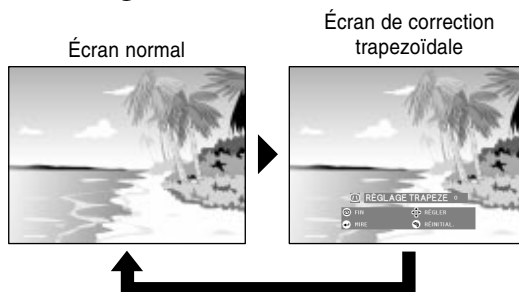 Écran normal
Écran de correction
trapezoïdale
RÉGLAGE TRAPEZE 0
FIN RÉGLER
MIRE RÉINITIAL.